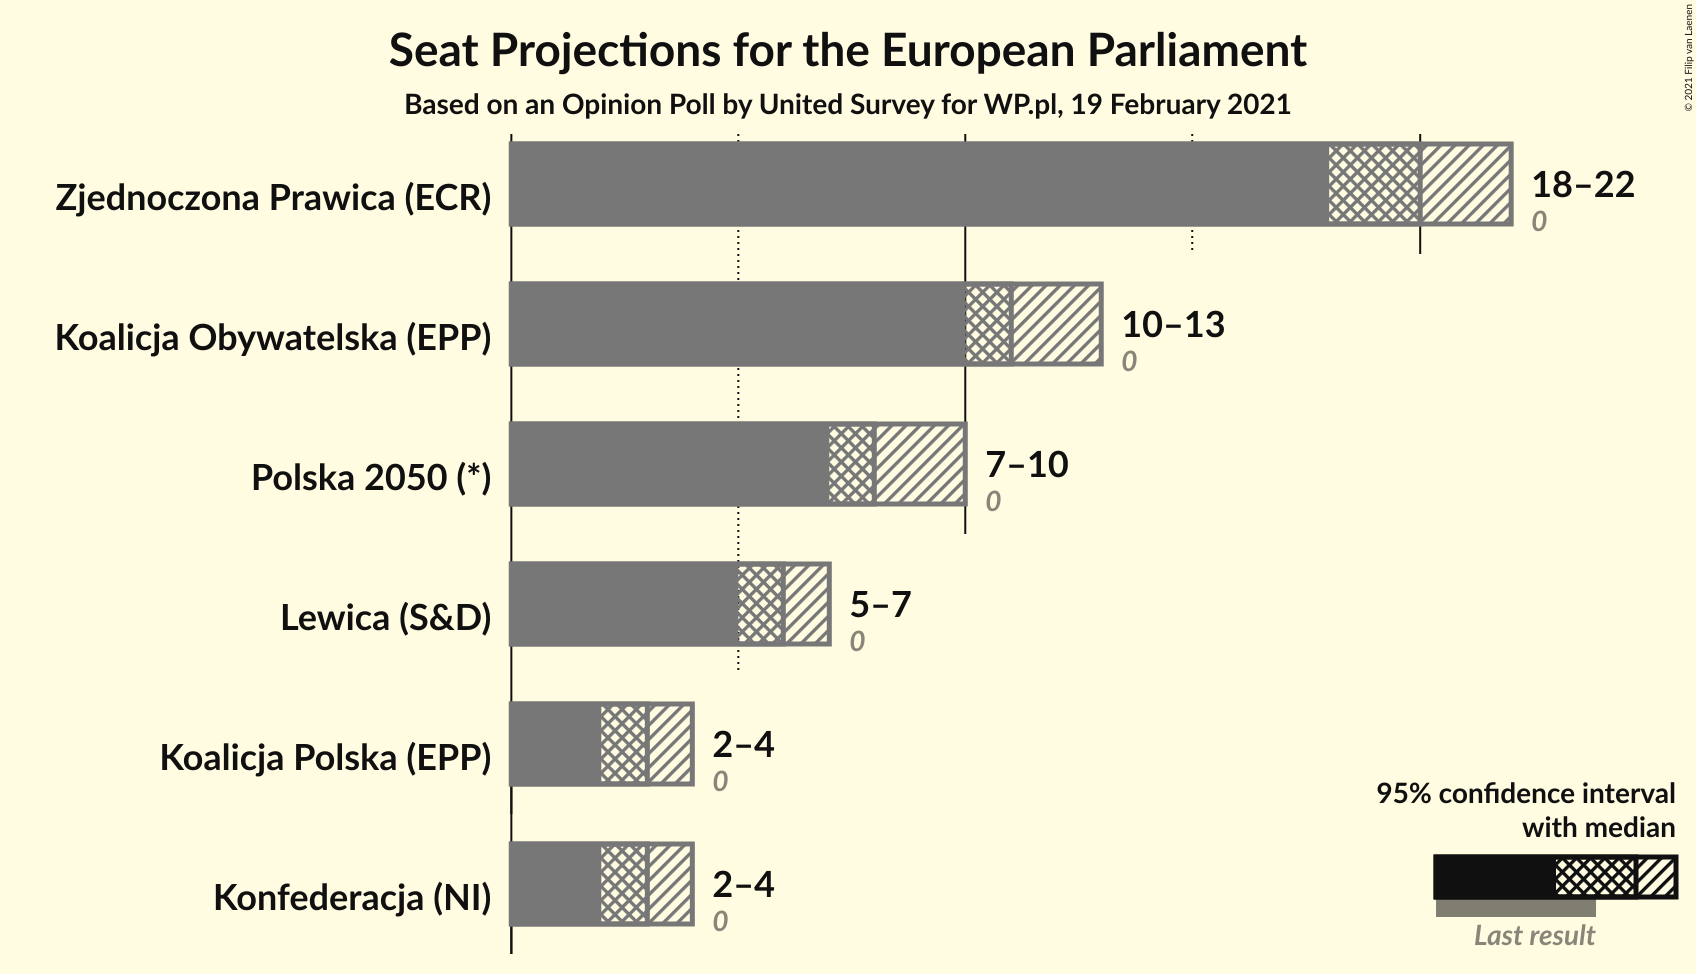 Seat Projections for the European Parliament
Based on an Opinion Poll by United Survey for WP.pl, 19 February 2021
© 2021 Filip van Laenen
Zjednoczona Prawica (ECR)
18–22
0
Koalicja Obywatelska (EPP)
10–13
0
Polska 2050 (*)
7–10
0
Lewica (S&D)
5–7
0
Koalicja Polska (EPP)
2–4
0
Konfederacja (NI)
2–4
0
95% confidence interval
with median
Last result